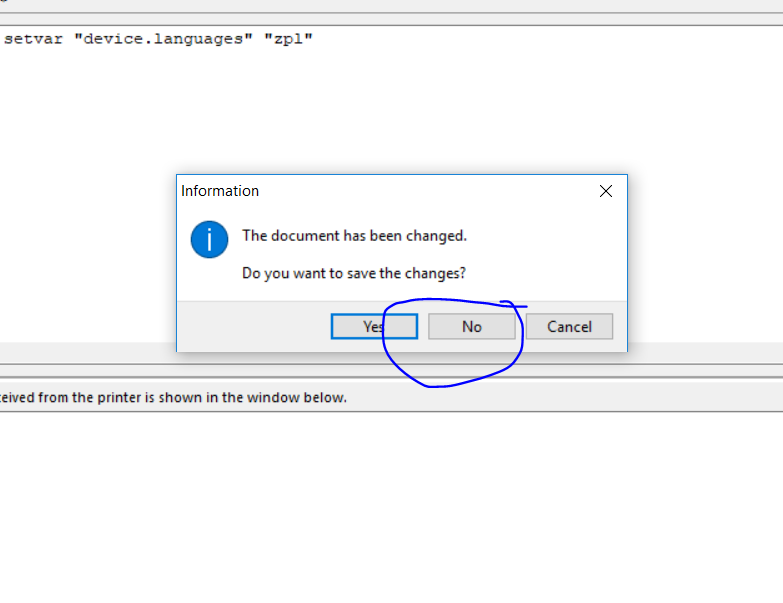 setvar "device.languages" "zpl"
Information
The document has been changed.
Do you want to save the changes?
Yes No Cancel
eived from the printer is shown in the window below.